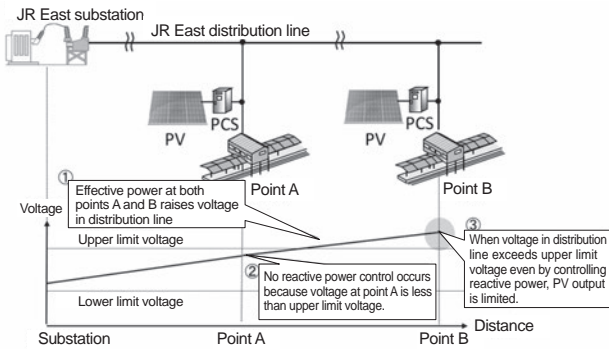 JR East substation
JR East distribution line
PV
PCS
PV
PCS
Point A
Point B
①
Effective power at both
points A and B raises voltage
in distribution line
Voltage
Upper limit voltage
③
When voltage in distribution
line exceeds upper limit
voltage even by controlling
reactive power, PV output
is limited.
②
No reactive power control occurs
because voltage at point A is less
than upper limit voltage.
Lower limit voltage
Distance
Substation
Point A
Point B